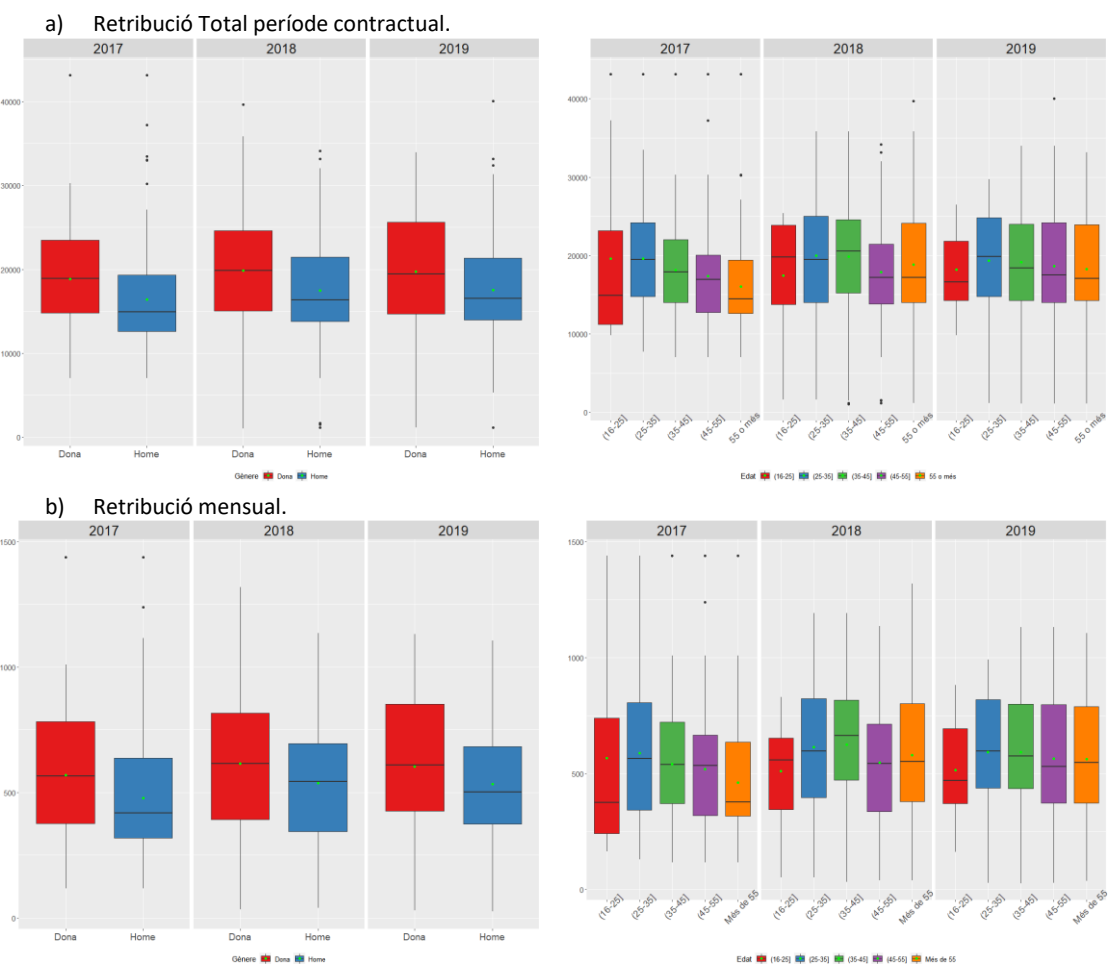 a) Retribució Total període contractual.
2017 2018 2019
40000
30000
20000
10000
0
Dona Home Dona Home Dona Home
Gènere Dona Home
2017 2018 2019
40000
30000
20000
10000
0
(16-25] (25-35] (35-45] (45-55] 55 o més (16-25] (25-35] (35-45] (45-55] 55 o més (16-25] (25-35] (35-45] (45-55] 55 o més
Edat (16-25] (25-35] (35-45] (45-55] 55 o més
b) Retribució mensual.
2017 2018 2019
1500
1000
500
0
Dona Home Dona Home Dona Home
Gènere Dona Home
2017 2018 2019
1500
1000
500
0
(16-25] (25-35] (35-45] (45-55] Més de 55 (16-25] (25-35] (35-45] (45-55] Més de 55 (16-25] (25-35] (35-45] (45-55] Més de 55
Edat (16-25] (25-35] (35-45] (45-55] Més de 55